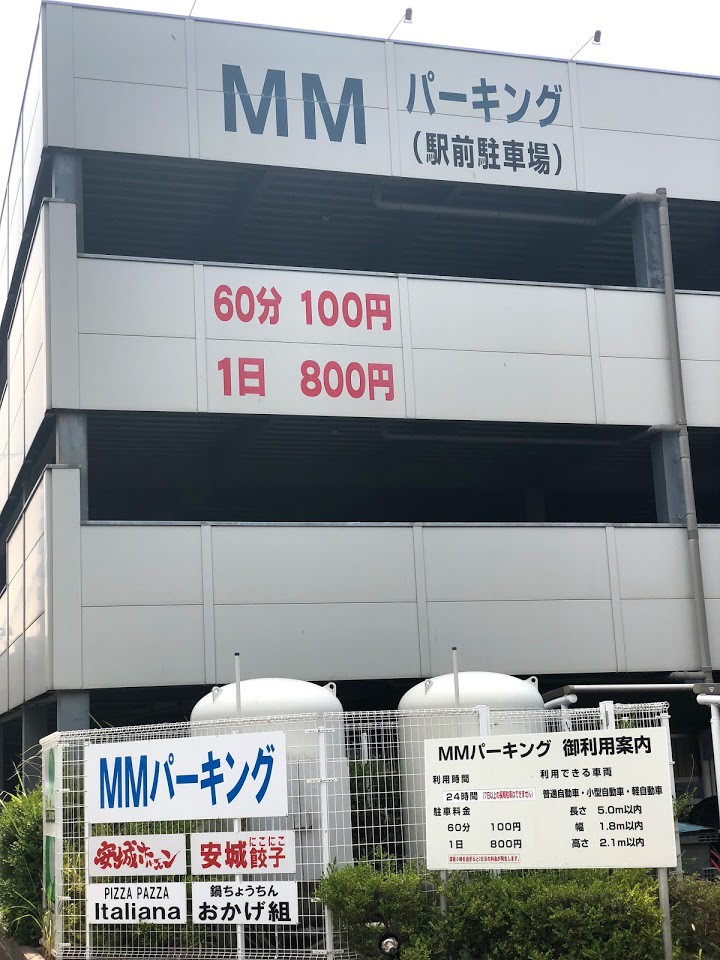 MM パーキング
(駅前駐車場)
60分 100円
1日 800円
MMパーキング
安城ホルモン
にこにこ
安城餃子
PIZZA PAZZA
Italiana
鍋ちょうちん
おかげ組
MMパーキング 御利用案内
利用時間
24時間
駐車料金
60分 100円
1日 800円
利用できる車両
普通自動車・小型自動車・軽自動車
長さ 5.0m以内
幅 1.8m以内
高さ 2.1m以内